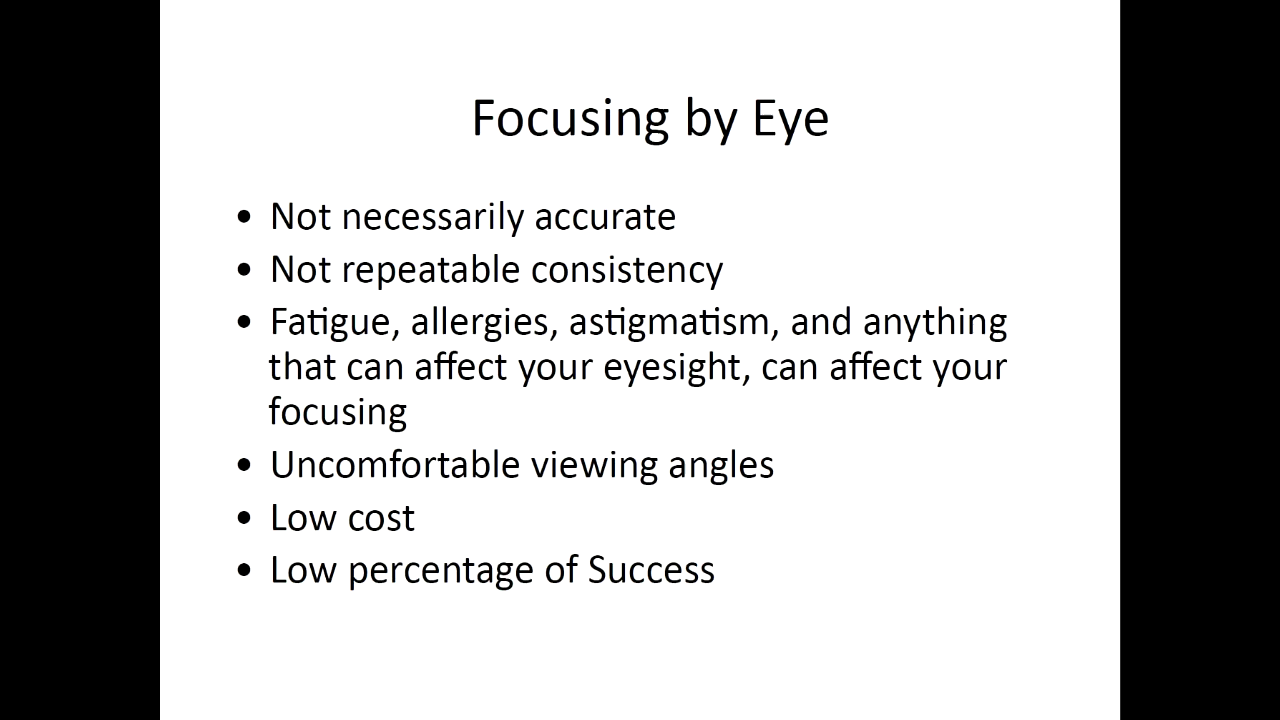 Focusing by Eye
• Not necessarily accurate
• Not repeatable consistency
• Fatigue, allergies, astigmatism, and anything
that can affect your eyesight, can affect your
focusing
• Uncomfortable viewing angles
• Low cost
• Low percentage of Success